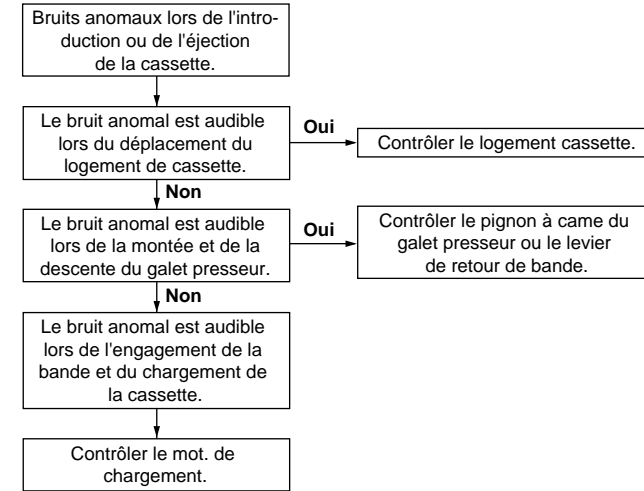 Bruits anomaux lors de l'intro-
duction ou de l'éjection
de la cassette.
Le bruit anomal est audible
lors du déplacement du
logement de cassette.
Oui
Contrôler le logement cassette.
Non
Le bruit anomal est audible
lors de la montée et de la
descente du galet presseur.
Oui
Contrôler le pignon à came du
galet presseur ou le levier
de retour de bande.
Non
Le bruit anomal est audible
lors de l'engagement de la
bande et du chargement de
la cassette.
Contrôler le mot. de
chargement.